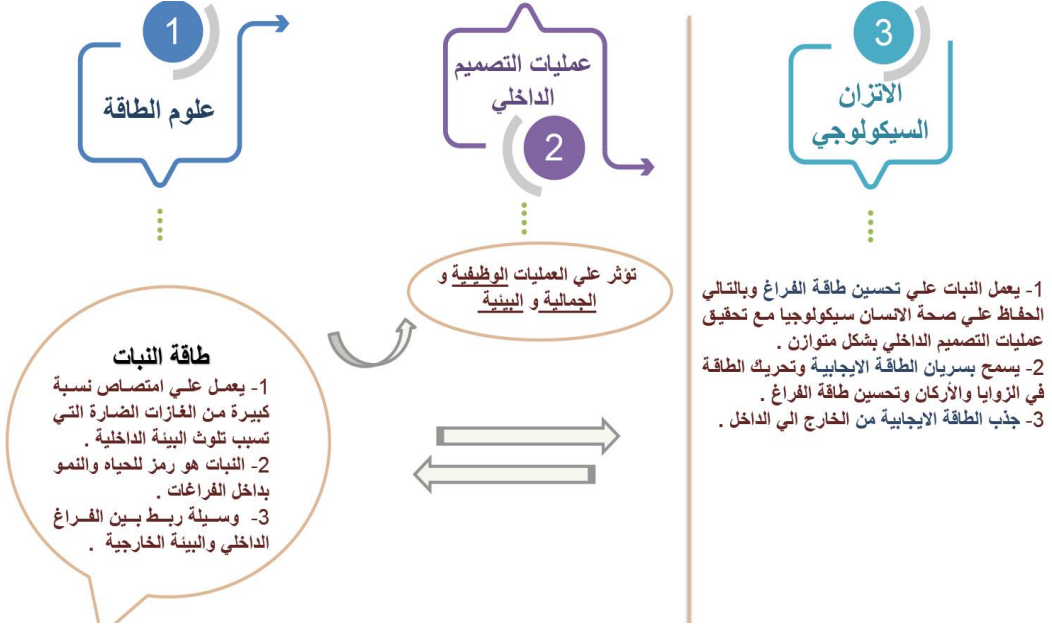 1
علوم الطاقة
طاقة النبات
1- يعمل علي امتصاص نسبة
كبيرة من الغازات الضارة التي
تسبب تلوث البيئة الداخلية .
2- النبات هو رمز للحياه والنمو
بداخل الفراغات .
3- وسيلة ربط بين الفراغ
الداخلي والبيئة الخارجية .
عمليات التصميم
الداخلي
2
تؤثر علي العمليات الوظيفية و
الجمالية و البيئية
3
الاتزان
السيكولوجي
1- يعمل النبات علي تحسين طاقة الفراغ وبالتالي
الحفاظ علي صحة الانسان سيكولوجيا مع تحقيق
عمليات التصميم الداخلي بشكل متوازن .
2- يسمح بسريان الطاقة الايجابية وتحريك الطاقة
في الزوايا والأركان وتحسين طاقة الفراغ .
3- جذب الطاقة الايجابية من الخارج الي الداخل .